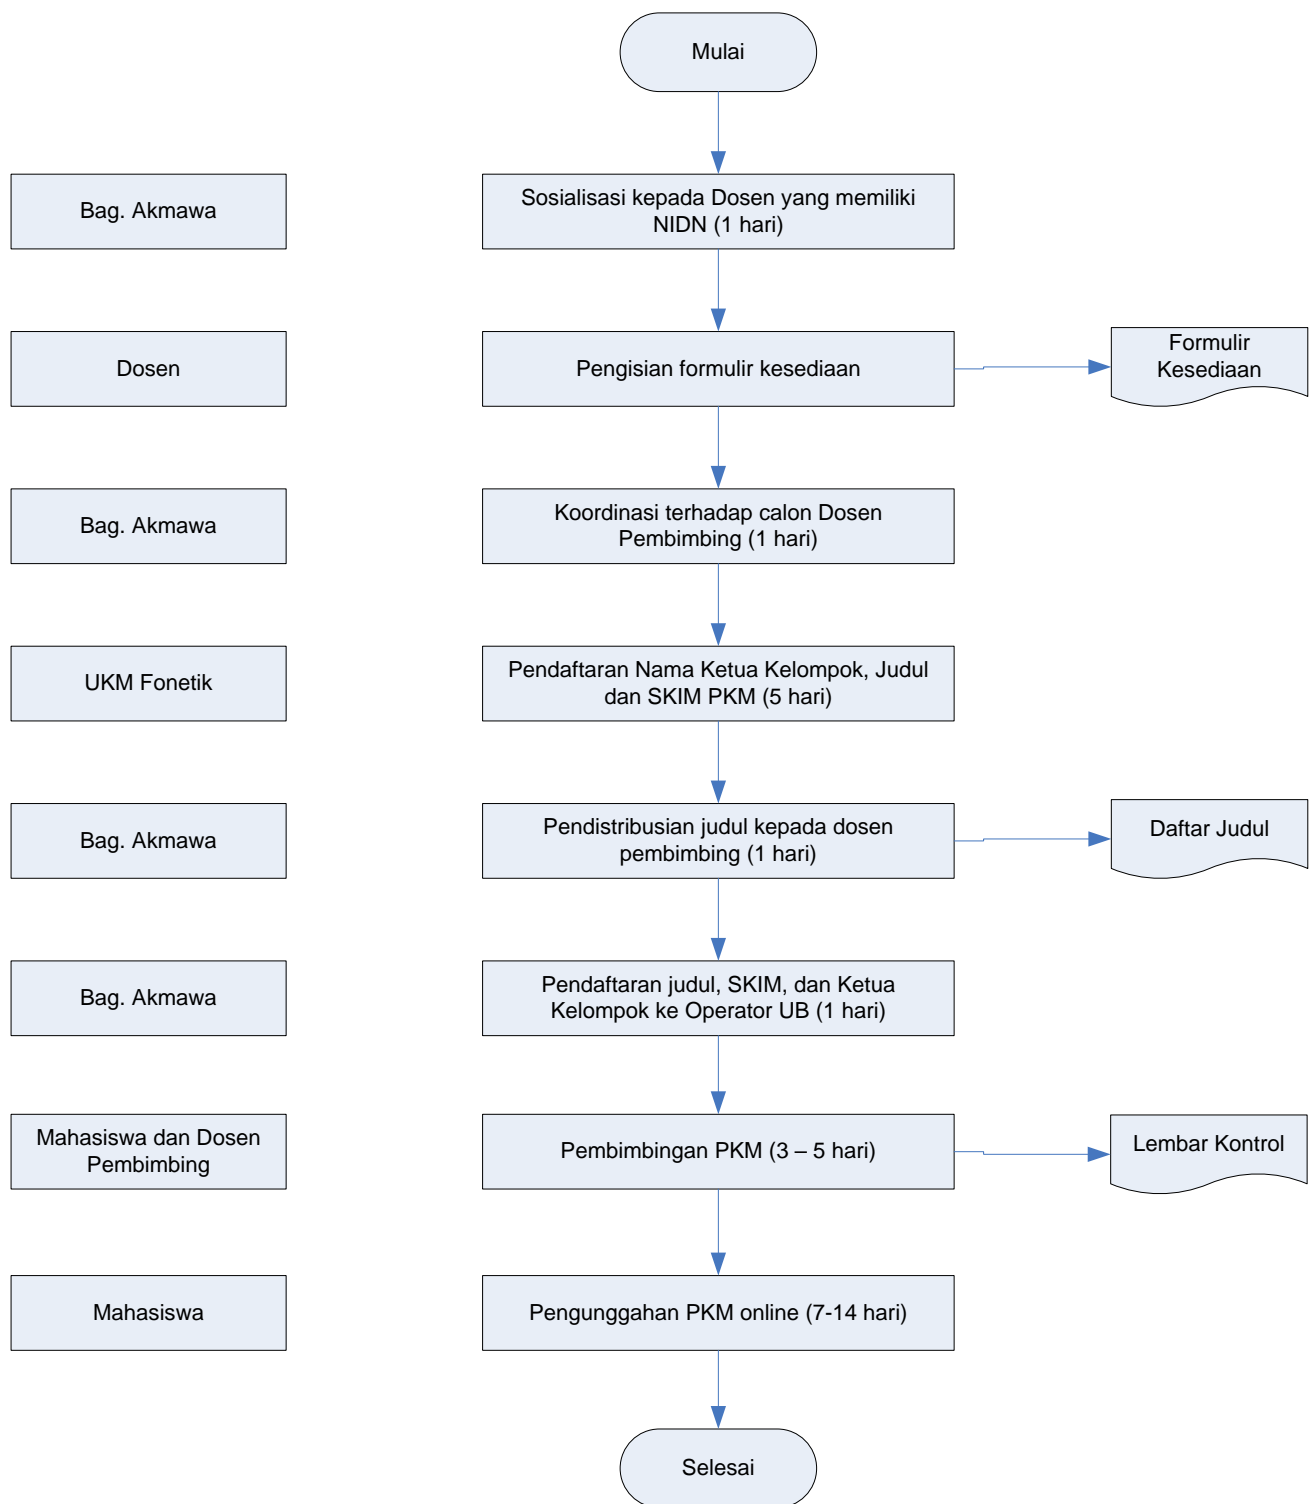 Mulai
Bag. Akmawa
Sosialisasi kepada Dosen yang memiliki
NIDN (1 hari)
Dosen
Pengisian formulir kesediaan
Formulir
Kesediaan
Bag. Akmawa
Koordinasi terhadap calon Dosen
Pembimbing (1 hari)
UKM Fonetik
Pendaftaran Nama Ketua Kelompok, Judul
dan SKIM PKM (5 hari)
Bag. Akmawa
Pendistribusian judul kepada dosen
pembimbing (1 hari)
Daftar Judul
Bag. Akmawa
Pendaftaran judul, SKIM, dan Ketua
Kelompok ke Operator UB (1 hari)
Mahasiswa dan Dosen
Pembimbing
Pembimbingan PKM (3 – 5 hari)
Lembar Kontrol
Mahasiswa
Pengunggahan PKM online (7-14 hari)
Selesai